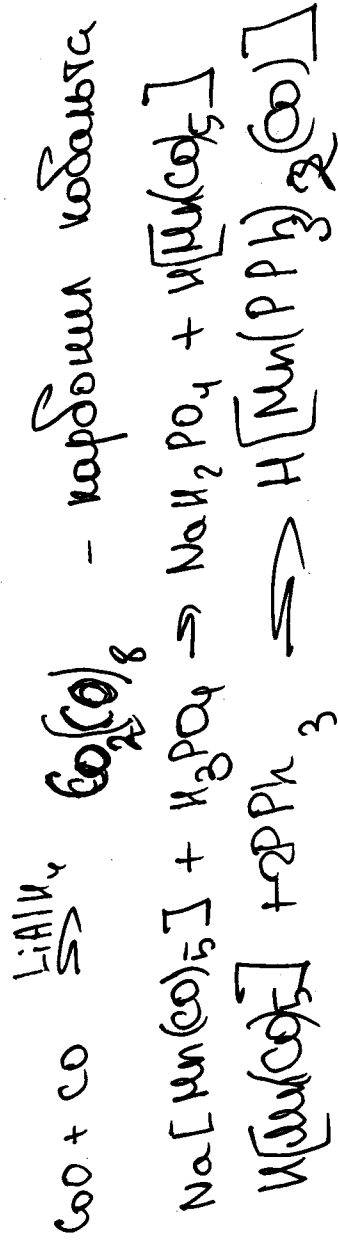 CoO + CO LiAlH4 → Co2(CO)8 - карбонил кобальта
Na[Mn(CO)5] + H3PO4 → NaH2PO4 + H[Mn(CO)5]
H[Mn(CO)5] + 2PPh3 → H[Mn(PPh3)2(CO)]